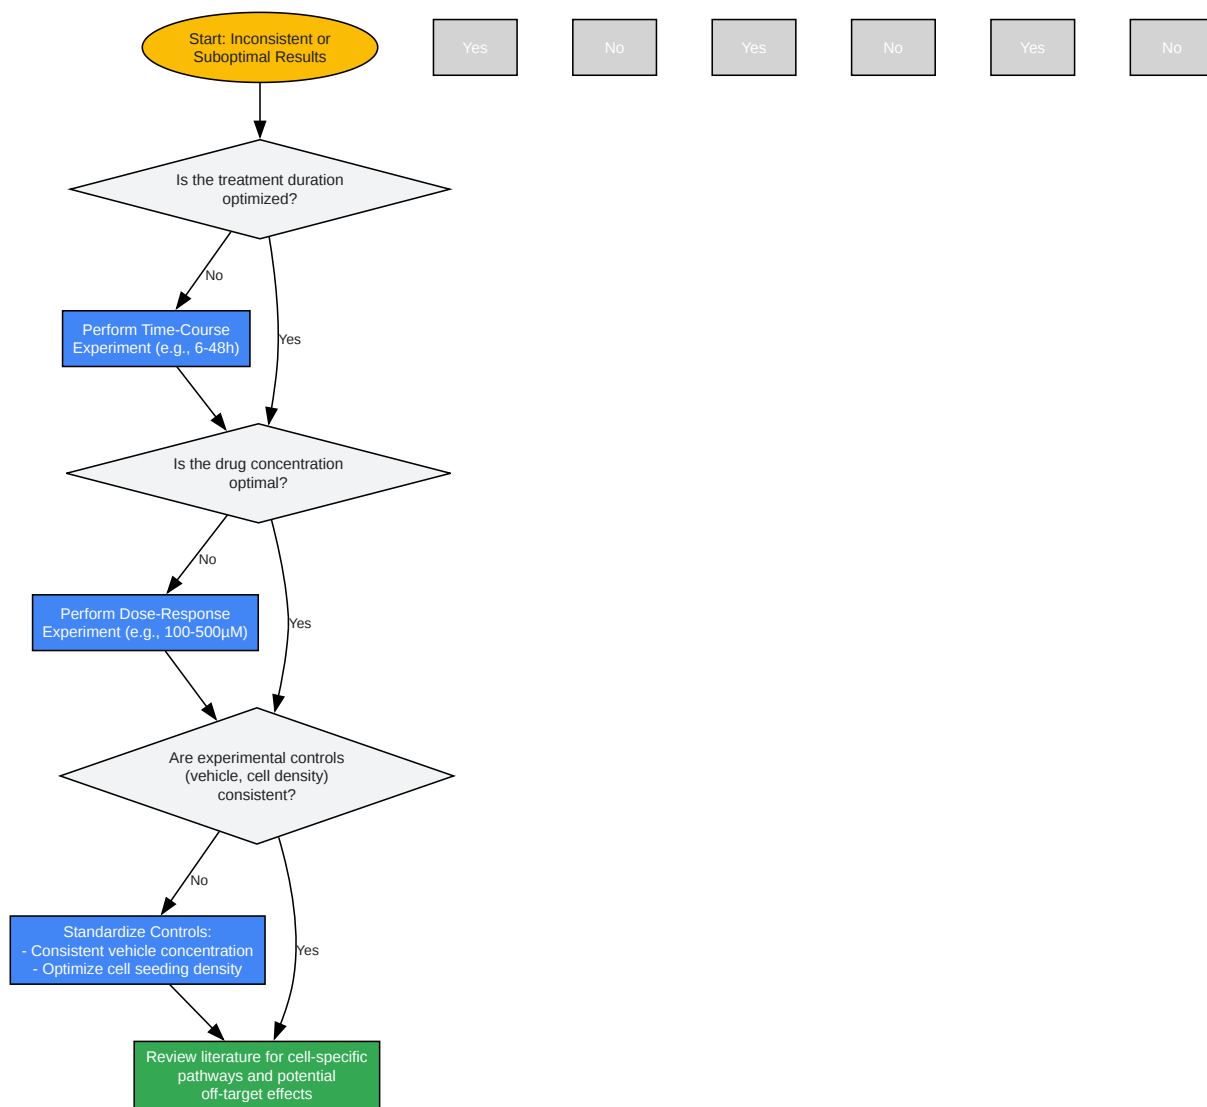 Start: Inconsistent or
Suboptimal Results
Yes
No
Yes
No
Yes
No
Is the treatment duration
optimized?
No
Yes
Perform Time-Course
Experiment (e.g., 6-48h)
Is the drug concentration
optimal?
No
Yes
Perform Dose-Response
Experiment (e.g., 100-500µM)
Are experimental controls
(vehicle, cell density)
consistent?
No
Yes
Standardize Controls:
- Consistent vehicle concentration
- Optimize cell seeding density
Review literature for cell-specific
pathways and potential
off-target effects